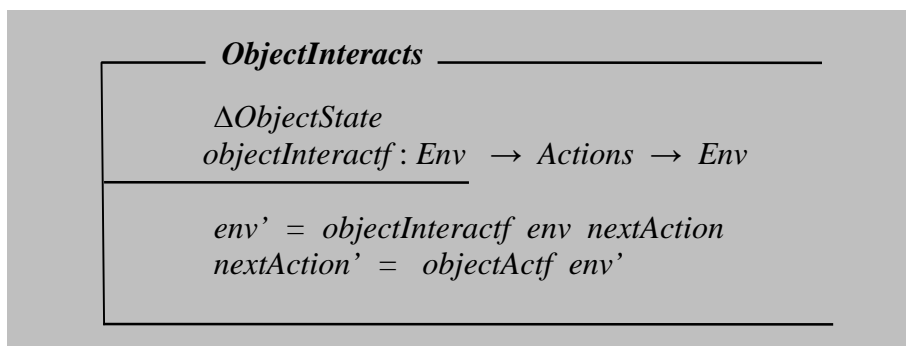 ObjectInteracts
ΔObjectState
objectInteractf : Env → Actions → Env
env’ = objectInteractf env nextAction
nextAction’ = objectActf env’